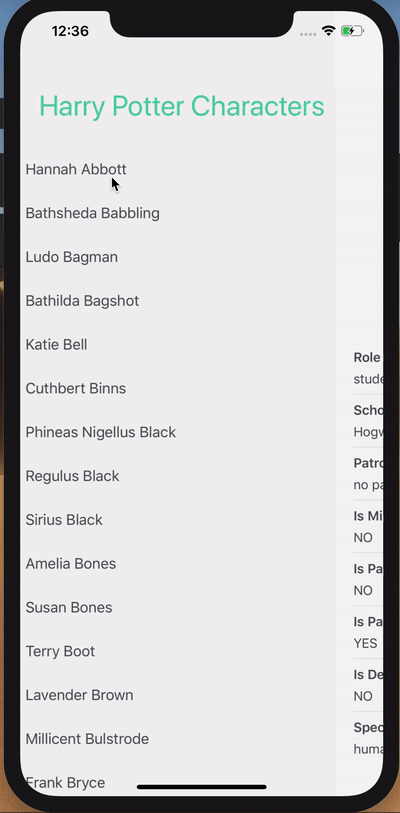 12:36
Harry Potter Characters
Hannah Abbott
Bathsheda Babbling
Ludo Bagman
Bathilda Bagshot
Katie Bell
Cuthbert Binns
Phineas Nigellus Black
Regulus Black
Sirius Black
Amelia Bones
Susan Bones
Terry Boot
Lavender Brown
Millicent Bulstrode
Frank Bryce
Role
stude
Scho
Hogw
Patro
no pa
Is Mi
NO
Is Pa
NO
Is Pa
YES
Is De
NO
Spec
huma